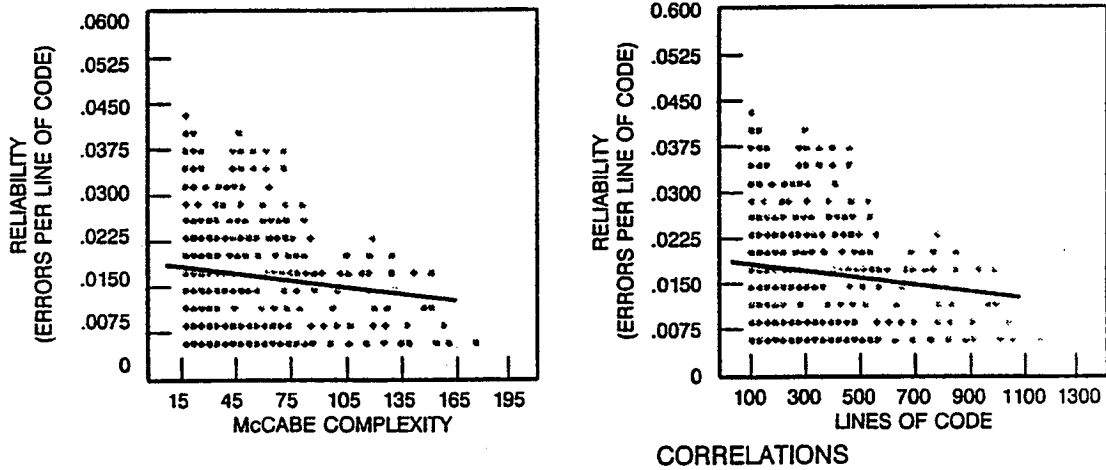 .0600
.0525
.0450
.0375
.0300
.0225
.0150
.0075
0
RELIABILITY
(ERRORS PER LINE OF CODE)
15 45 75 105 135 165 195
McCABE COMPLEXITY
0.600
.0525
.0450
.0375
.0300
.0225
.0150
.0075
0
RELIABILITY
(ERRORS PER LINE OF CODE)
100 300 500 700 900 1100 1300
LINES OF CODE
CORRELATIONS